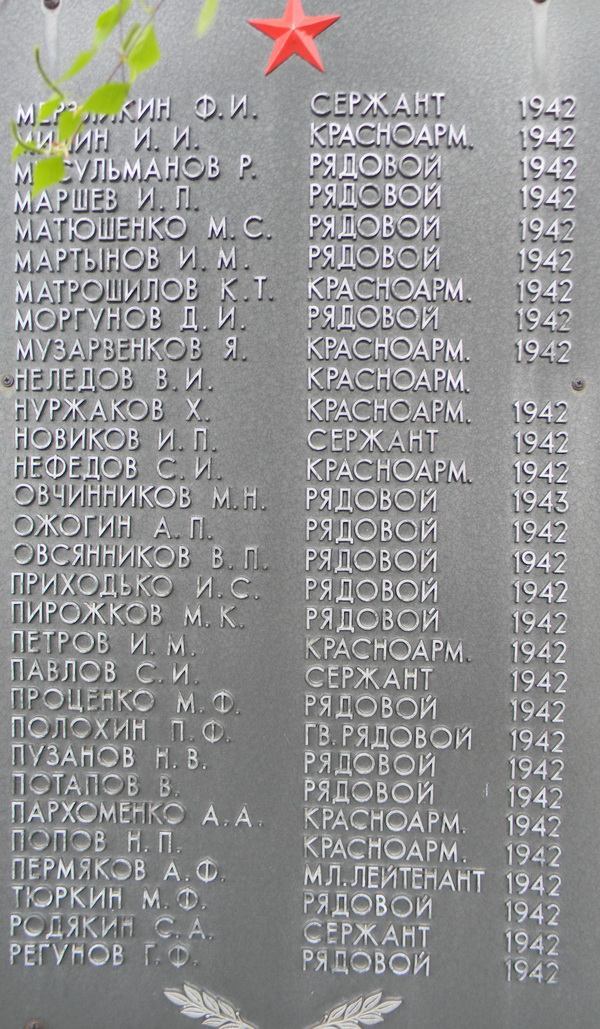 МЕРЗЛИКИН Ф.И. СЕРЖАНТ 1942
МИНИН И.И. КРАСНОАРМ. 1942
МУСУЛЬМАНОВ Р. РЯДОВОЙ 1942
МАРШЕВ И.П. РЯДОВОЙ 1942
МАТЮШЕНКО М.С. РЯДОВОЙ 1942
МАРТЫНОВ И.М. РЯДОВОЙ 1942
МАТРОШИЛОВ К.Т. КРАСНОАРМ. 1942
МОРГУНОВ Д.И. РЯДОВОЙ 1942
МУЗАРВЕНКОВ Я. КРАСНОАРМ. 1942
НЕЛЕДОВ В.И. КРАСНОАРМ.
НУРЖАКОВ Х. КРАСНОАРМ. 1942
НОВИКОВ И.П. СЕРЖАНТ 1942
НЕФЕДОВ С.И. КРАСНОАРМ. 1942
ОВЧИННИКОВ М.Н. РЯДОВОЙ 1943
ОЖОГИН А.П. РЯДОВОЙ 1942
ОВСЯННИКОВ В.П. РЯДОВОЙ 1942
ПРИХОДЬКО И.С. РЯДОВОЙ 1942
ПИРОЖКОВ М.К. РЯДОВОЙ 1942
ПЕТРОВ И.М. КРАСНОАРМ. 1942
ПАВЛОВ С.И. СЕРЖАНТ 1942
ПРОЦЕНКО М.Ф. РЯДОВОЙ 1942
ПОЛОХИН П.Ф. ГВ.РЯДОВОЙ 1942
ПУЗАНОВ Н.В. РЯДОВОЙ 1942
ПОТАПОВ В. РЯДОВОЙ 1942
ПАРХОМЕНКО А.А. КРАСНОАРМ. 1942
ПОПОВ Н.П. КРАСНОАРМ. 1942
ПЕРМЯКОВ А.Ф. МЛ.ЛЕЙТЕНАНТ 1942
ТЮРКИН М.Ф. РЯДОВОЙ 1942
РОДЯКИН С.А. СЕРЖАНТ 1942
РЕГУНОВ Г.Ф. РЯДОВОЙ 1942